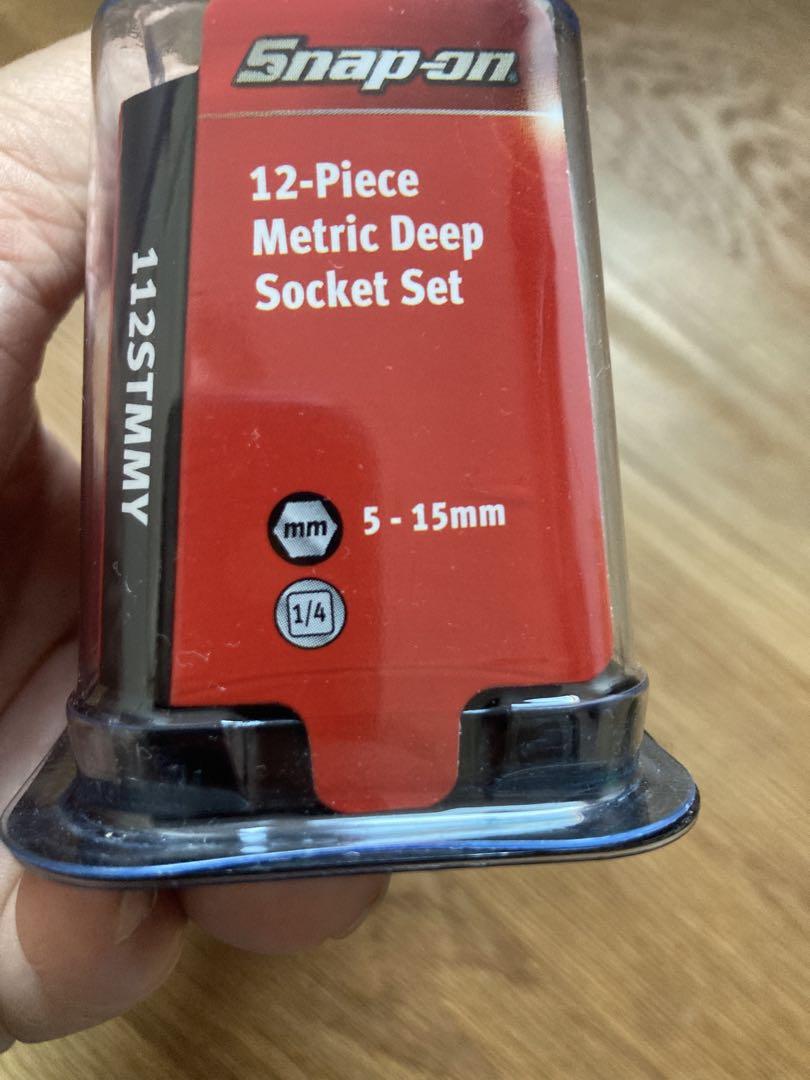 Snap-on
12-Piece
Metric Deep
Socket Set
112STMMY
mm 5 - 15mm
1/4